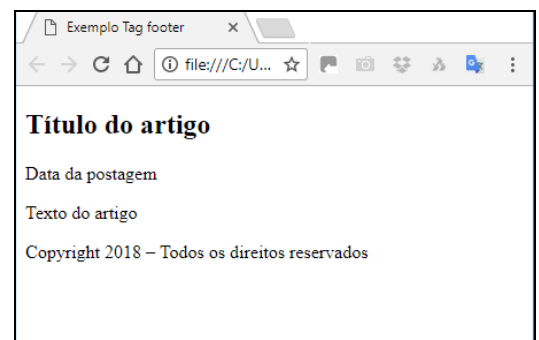 Exemplo Tag footer
file:///C:/U...
Título do artigo
Data da postagem
Texto do artigo
Copyright 2018 – Todos os direitos reservados